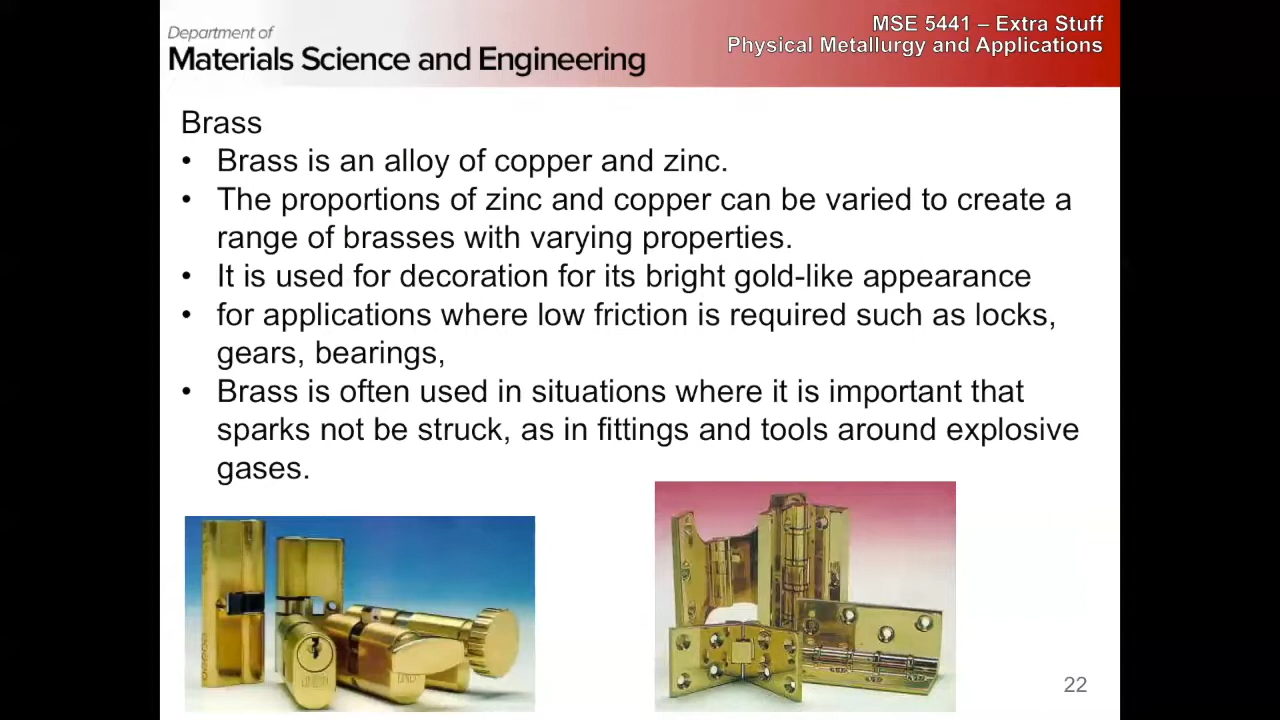 Department of
Materials Science and Engineering
MSE 5441 – Extra Stuff
Physical Metallurgy and Applications
Brass
• Brass is an alloy of copper and zinc.
• The proportions of zinc and copper can be varied to create a
range of brasses with varying properties.
• It is used for decoration for its bright gold-like appearance
• for applications where low friction is required such as locks,
gears, bearings,
• Brass is often used in situations where it is important that
sparks not be struck, as in fittings and tools around explosive
gases.
22